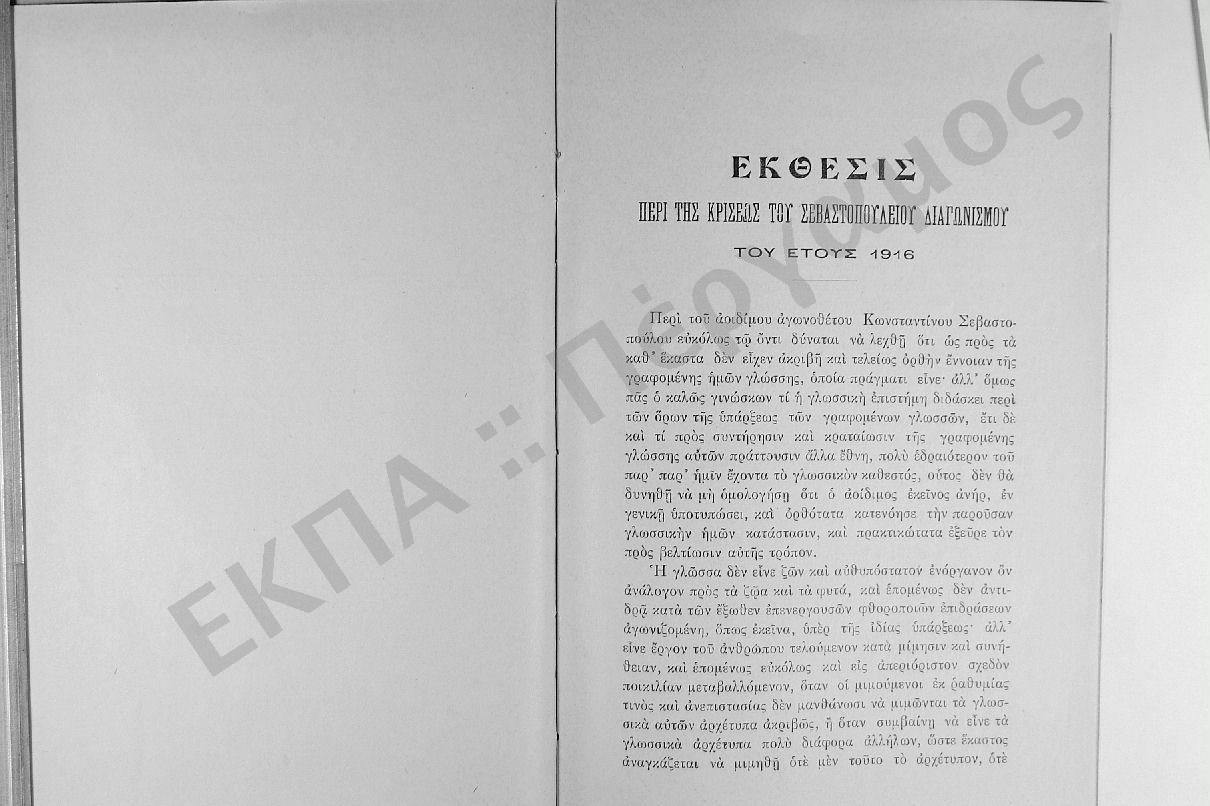 ΕΚΘΕΣΙΣ
ΠΕΡΙ ΤΗΣ ΚΡΙΣΕΩΣ ΤΟΥ ΣΕΒΑΣΤΟΠΟΥΛΕΙΟΥ ΔΙΑΓΩΝΙΣΜΟΥ
ΤΟΥ ΕΤΟΥΣ 1916
Περὶ τοῦ ἀοιδίμου ἀγωνοθέτου Κωνσταντίνου Σεβαστο-
πούλου εὐκόλως τῷ ὄντι δύναται νὰ λεχθῇ ὅτι ὡς πρὸς τὰ
καθ’ ἕκαστα δὲν εἶχεν ἀκριβῆ καὶ τελείως ὀρθὴν ἔννοιαν τῆς
γραφομένης ἡμῶν γλώσσης, ὁποία πράγματι εἶνε· ἀλλ’ ὅμως
πᾶς ὁ καλῶς γινώσκων τί ἡ γλωσσικὴ ἐπιστήμη διδάσκει περὶ
τῶν ὅρων τῆς ὑπάρξεως τῶν γραφομένων γλωσσῶν, ἔτι δὲ
καὶ τί πρὸς συντήρησιν καὶ κραταίωσιν τῆς γραφομένης
γλώσσης αὐτῶν πράττουσιν ἄλλα ἔθνη, πολὺ ἑδραιότερον τοῦ
παρ’ παρ’ ἡμῖν ἔχοντα τὸ γλωσσικὸν καθεστός, οὗτος δὲν θὰ
δυνηθῇ νὰ μὴ ὁμολογήσῃ ὅτι ὁ ἀοίδιμος ἐκεῖνος ἀνήρ, ἐν
γενικῇ ὑποτυπώσει, καὶ ὀρθότατα κατενόησε τὴν παροῦσαν
γλωσσικὴν ἡμῶν κατάστασιν, καὶ πρακτικώτατα ἐξεῦρε τὸν
πρὸς βελτίωσιν αὐτῆς τρόπον.
Ἡ γλῶσσα δὲν εἶνε ζῶν καὶ αὐθυπόστατον ἐνόργανον ὂν
ἀνάλογον πρὸς τὰ ζῷα καὶ τὰ φυτά, καὶ ἑπομένως δὲν ἀντι-
δρᾷ κατὰ τῶν ἔξωθεν ἐπενεργουσῶν φθοροποιῶν ἐπιδράσεων
ἀγωνιζομένη, ὅπως ἐκεῖνα, ὑπὲρ τῆς ἰδίας ὑπάρξεως· ἀλλ’
εἶνε ἔργον τοῦ ἀνθρώπου τελούμενον κατὰ μίμησιν καὶ συνή-
θειαν, καὶ ἑπομένως εὐκόλως καὶ εἰς ἀπεριόριστον σχεδὸν
ποικιλίαν μεταβαλλόμενον, ὅταν οἱ μιμούμενοι ἐκ ῥαθυμίας
τινὸς καὶ ἀνεπιστασίας δὲν μανθάνωσι νὰ μιμῶνται τὰ γλωσ-
σικὰ αὐτῶν ἀρχέτυπα ἀκριβῶς, ἢ ὅταν συμβαίνῃ νὰ εἶνε τὰ
γλωσσικὰ ἀρχέτυπα πολὺ διάφορα ἀλλήλων, ὥστε ἕκαστος
ἀναγκάζεται νὰ μιμηθῇ ὁτὲ μὲν τοῦτο τὸ ἀρχέτυπον, ὁτὲ
ΕΚΠΑ :: Πέργαμος